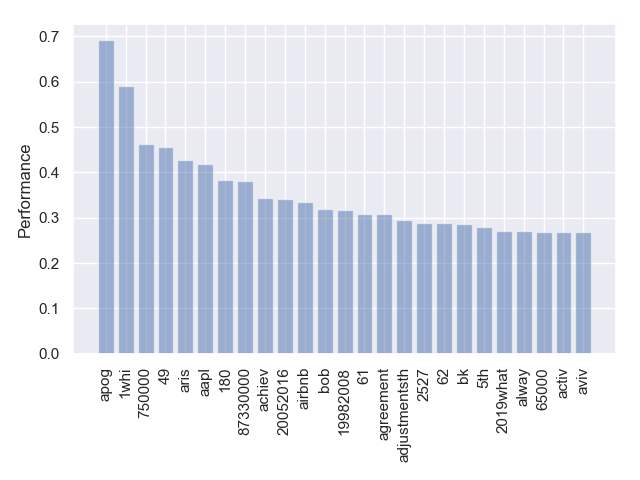 0.7
0.6
0.5
0.4
0.3
0.2
0.1
0.0
Performance
apog
1whi
750000
49
aris
aapl
180
87330000
achiev
20052016
airbnb
bob
19982008
61
agreement
adjustmentsth
2527
62
bk
5th
2019what
alway
65000
activ
aviv